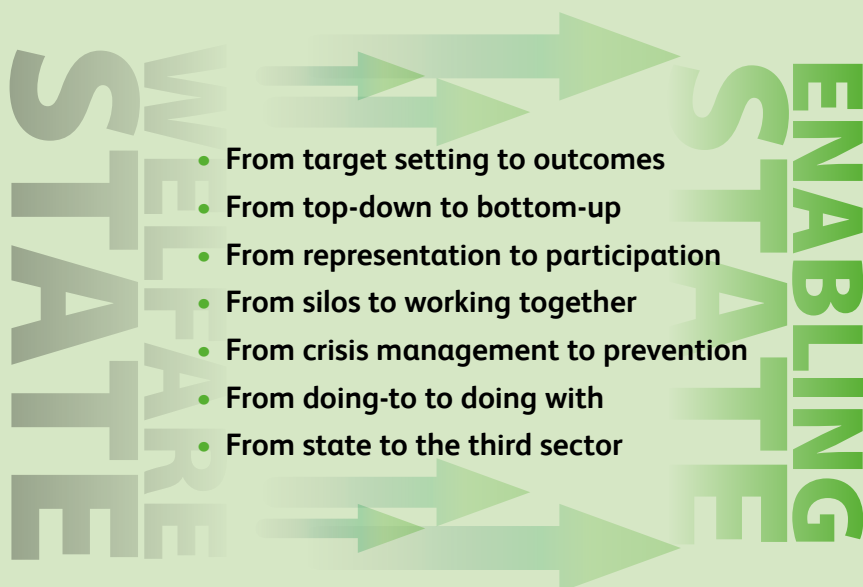 WELFARE
STATE
• From target setting to outcomes
• From top-down to bottom-up
• From representation to participation
• From silos to working together
• From crisis management to prevention
• From doing-to to doing with
• From state to the third sector
ENABLING
STATE